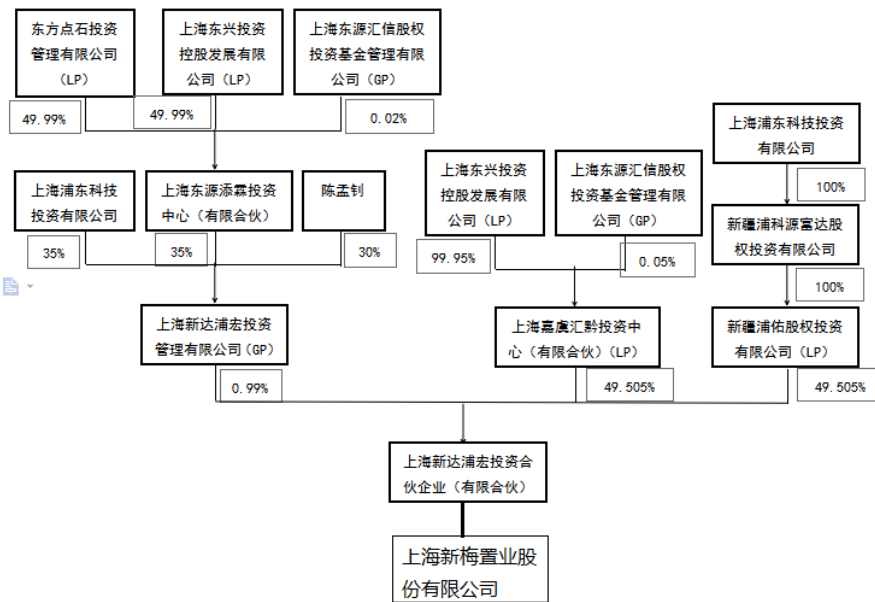 东方点石投资
管理有限公司
（LP）
上海东兴投资
控股发展有限
公司（LP）
上海东源汇信股权
投资基金管理有限
公司（GP）
49.99%
49.99%
0.02%
上海浦东科技
投资有限公司
上海东源添霖投资
中心（有限合伙）
陈孟钊
35%
35%
30%
上海东兴投资
控股发展有限
公司（LP）
上海东源汇信股权
投资基金管理有限
公司（GP）
99.95%
0.05%
上海浦东科技投资
有限公司
100%
新疆浦科源富达股
权投资有限公司
100%
上海新达浦宏投资
管理有限公司(GP)
上海嘉虞汇黔投资中
心（有限合伙）(LP)
新疆浦佑股权投资
有限公司（LP）
0.99%
49.505%
49.505%
上海新达浦宏投资合
伙企业（有限合伙）
上海新梅置业股
份有限公司